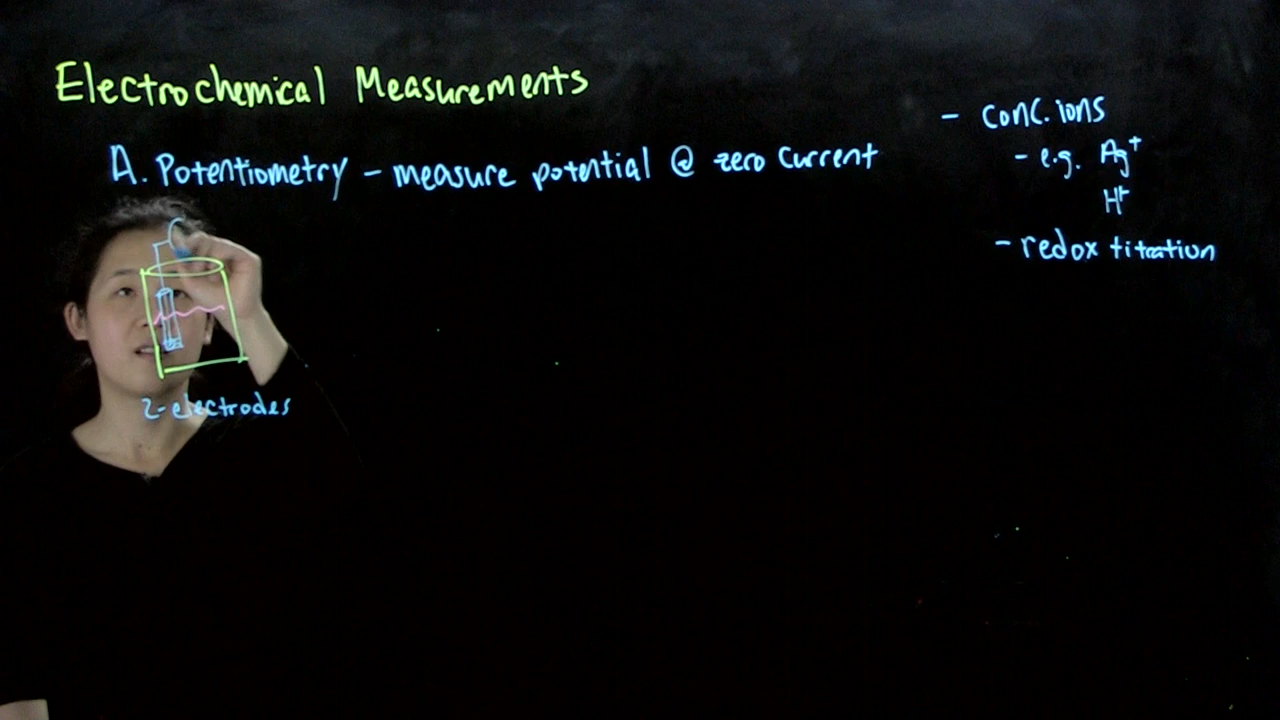 Electrochemical Measurements
A. Potentiometry - measure potential @ zero current
2-electrodes
- conc. ions
- e.g. Ag⁺
H⁺
- redox titration